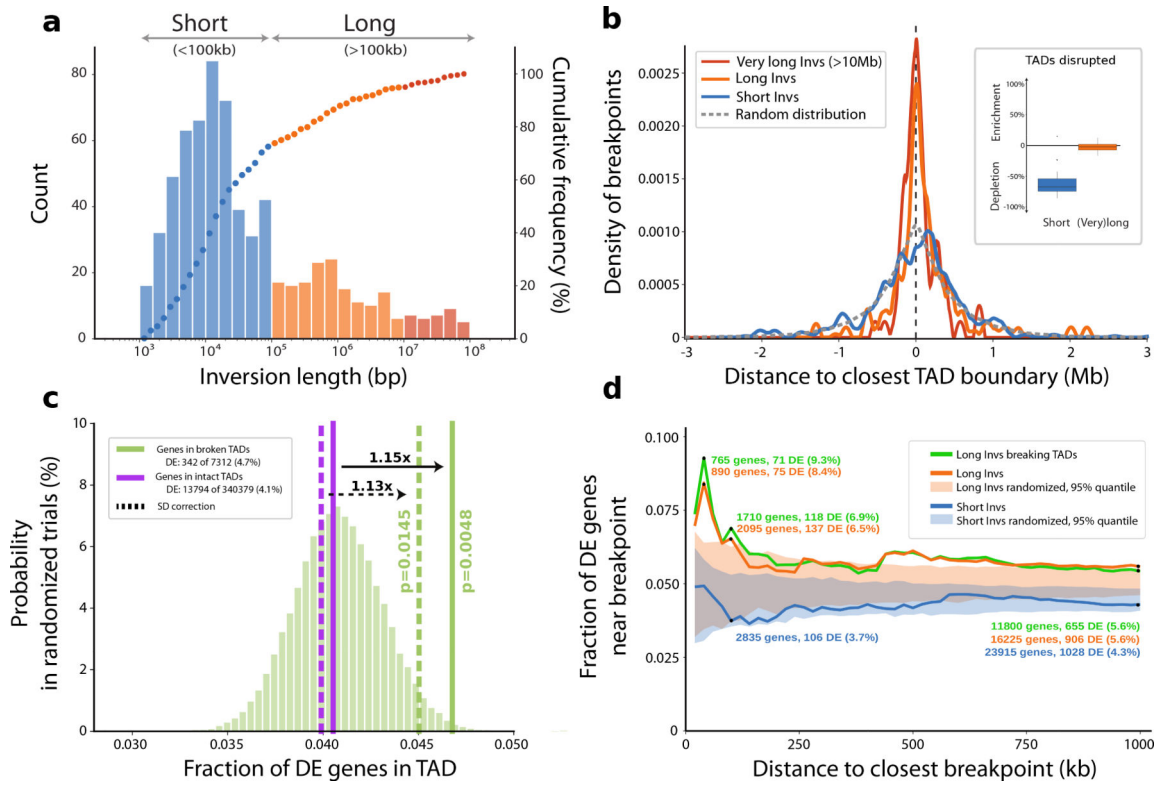 a
Short
(<100kb)
Long
(>100kb)
Count
80
60
40
20
0
100
80
60
40
20
0
Cumulative frequency (%)
10³
10⁴
10⁵
10⁶
10⁷
10⁸
Inversion length (bp)
b
Density of breakpoints
0.0025
0.0020
0.0015
0.0010
0.0005
0
Very long Invs (>10Mb)
Long Invs
Short Invs
Random distribution
TADs disrupted
Enrichment
Depletion
100%
50%
0
-50%
-100%
Short (Very)long
-3 -2 -1 0 1 2 3
Distance to closest TAD boundary (Mb)
c
Probability
in randomized trials (%)
10
8
6
4
2
0
Genes in broken TADs
DE: 342 of 7312 (4.7%)
Genes in intact TADs
DE: 13794 of 340379 (4.1%)
SD correction
1.15x
1.13x
p=0.0145
p=0.0048
0.030 0.035 0.040 0.045 0.050
Fraction of DE genes in TAD
d
Fraction of DE genes
near breakpoint
0.100
0.075
0.050
0.025
0
765 genes, 71 DE (9.3%)
890 genes, 75 DE (8.4%)
1710 genes, 118 DE (6.9%)
2095 genes, 137 DE (6.5%)
Long Invs breaking TADs
Long Invs
Long Invs randomized, 95% quantile
Short Invs
Short Invs randomized, 95% quantile
2835 genes, 106 DE (3.7%)
11800 genes, 655 DE (5.6%)
16225 genes, 906 DE (5.6%)
23915 genes, 1028 DE (4.3%)
0 250 500 750 1000
Distance to closest breakpoint (kb)